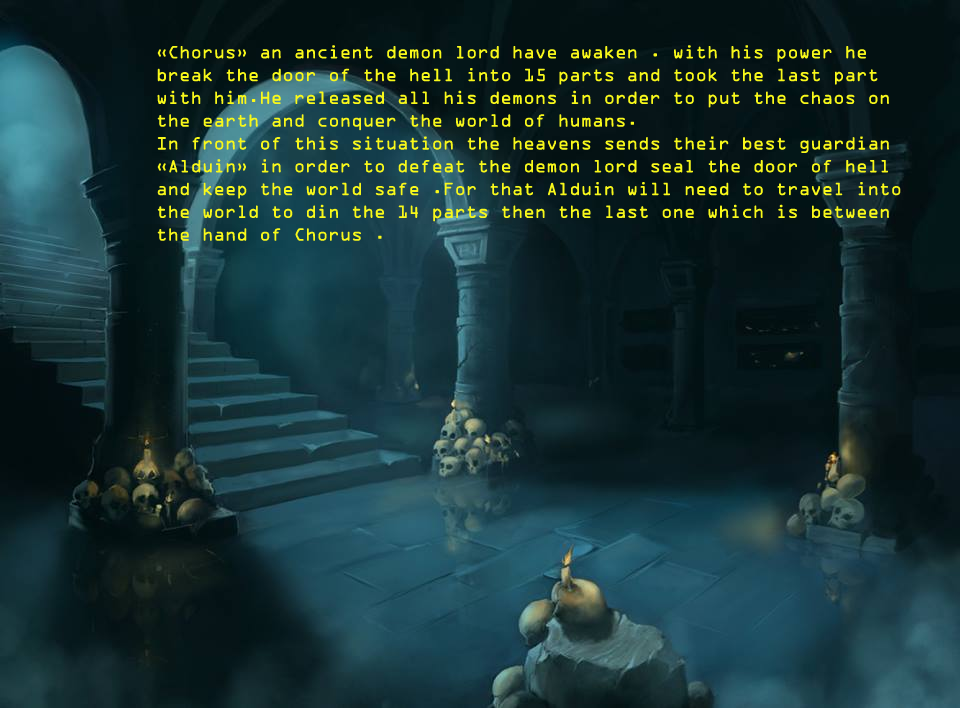 «Chorus» an ancient demon lord have awaken . with his power he
break the door of the hell into 15 parts and took the last part
with him.He released all his demons in order to put the chaos on
the earth and conquer the world of humans.
In front of this situation the heavens sends their best guardian
«Alduin» in order to defeat the demon lord seal the door of hell
and keep the world safe .For that Alduin will need to travel into
the world to din the 14 parts then the last one which is between
the hand of Chorus .